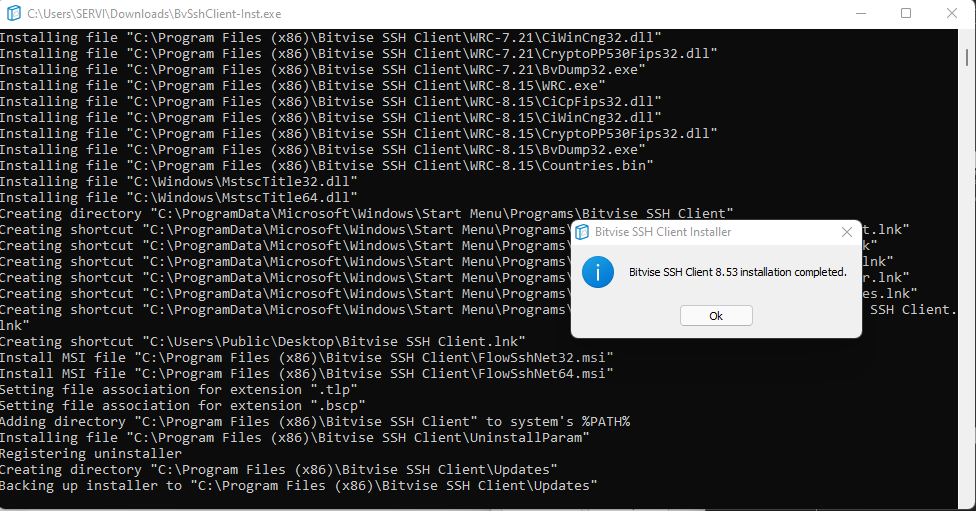 C:\Users\SERVI\Downloads\BvSshClient-Inst.exe
Installing file "C:\Program Files (x86)\Bitvise SSH Client\WRC-7.21\CiWinCng32.dll"
Installing file "C:\Program Files (x86)\Bitvise SSH Client\WRC-7.21\CryptoPP530Fips32.dll"
Installing file "C:\Program Files (x86)\Bitvise SSH Client\WRC-7.21\BvDump32.exe"
Installing file "C:\Program Files (x86)\Bitvise SSH Client\WRC-8.15\WRC.exe"
Installing file "C:\Program Files (x86)\Bitvise SSH Client\WRC-8.15\CiCpFips32.dll"
Installing file "C:\Program Files (x86)\Bitvise SSH Client\WRC-8.15\CiWinCng32.dll"
Installing file "C:\Program Files (x86)\Bitvise SSH Client\WRC-8.15\CryptoPP530Fips32.dll"
Installing file "C:\Program Files (x86)\Bitvise SSH Client\WRC-8.15\BvDump32.exe"
Installing file "C:\Program Files (x86)\Bitvise SSH Client\WRC-8.15\Countries.bin"
Installing file "C:\Windows\MstscTitle32.dll"
Installing file "C:\Windows\MstscTitle64.dll"
Creating directory "C:\ProgramData\Microsoft\Windows\Start Menu\Programs\Bitvise SSH Client"
Creating shortcut "C:\ProgramData\Microsoft\Windows\Start Menu\Programs\ t.lnk"
Creating shortcut "C:\ProgramData\Microsoft\Windows\Start Menu\Programs\ k"
Creating shortcut "C:\ProgramData\Microsoft\Windows\Start Menu\Programs\ lnk"
Creating shortcut "C:\ProgramData\Microsoft\Windows\Start Menu\Programs\ r.lnk"
Creating shortcut "C:\ProgramData\Microsoft\Windows\Start Menu\Programs\ es.lnk"
Creating shortcut "C:\ProgramData\Microsoft\Windows\Start Menu\Programs\ SSH Client.
lnk"
Creating shortcut "C:\Users\Public\Desktop\Bitvise SSH Client.lnk"
Install MSI file "C:\Program Files (x86)\Bitvise SSH Client\FlowSshNet32.msi"
Install MSI file "C:\Program Files (x86)\Bitvise SSH Client\FlowSshNet64.msi"
Setting file association for extension ".tlp"
Setting file association for extension ".bscp"
Adding directory "C:\Program Files (x86)\Bitvise SSH Client" to system's %PATH%
Installing file "C:\Program Files (x86)\Bitvise SSH Client\UninstallParam"
Registering uninstaller
Creating directory "C:\Program Files (x86)\Bitvise SSH Client\Updates"
Backing up installer to "C:\Program Files (x86)\Bitvise SSH Client\Updates"
Bitvise SSH Client Installer
Bitvise SSH Client 8.53 installation completed.
Ok